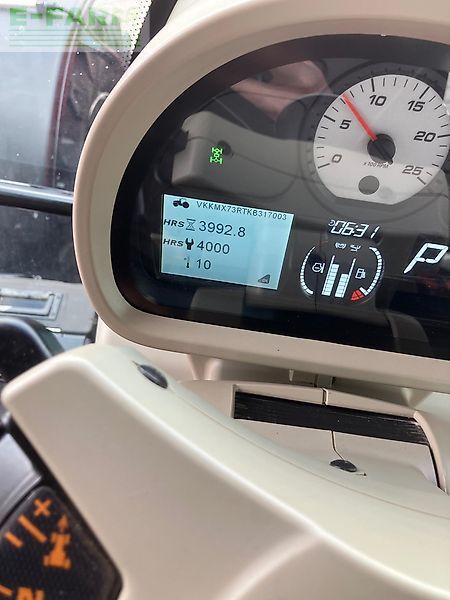 E-FARM
VKKMX73RTKB317003
HRS 3992.8
HRS 4000
10
0 5 10 15 20 25
x100 RPM
0631
P
+
-
N